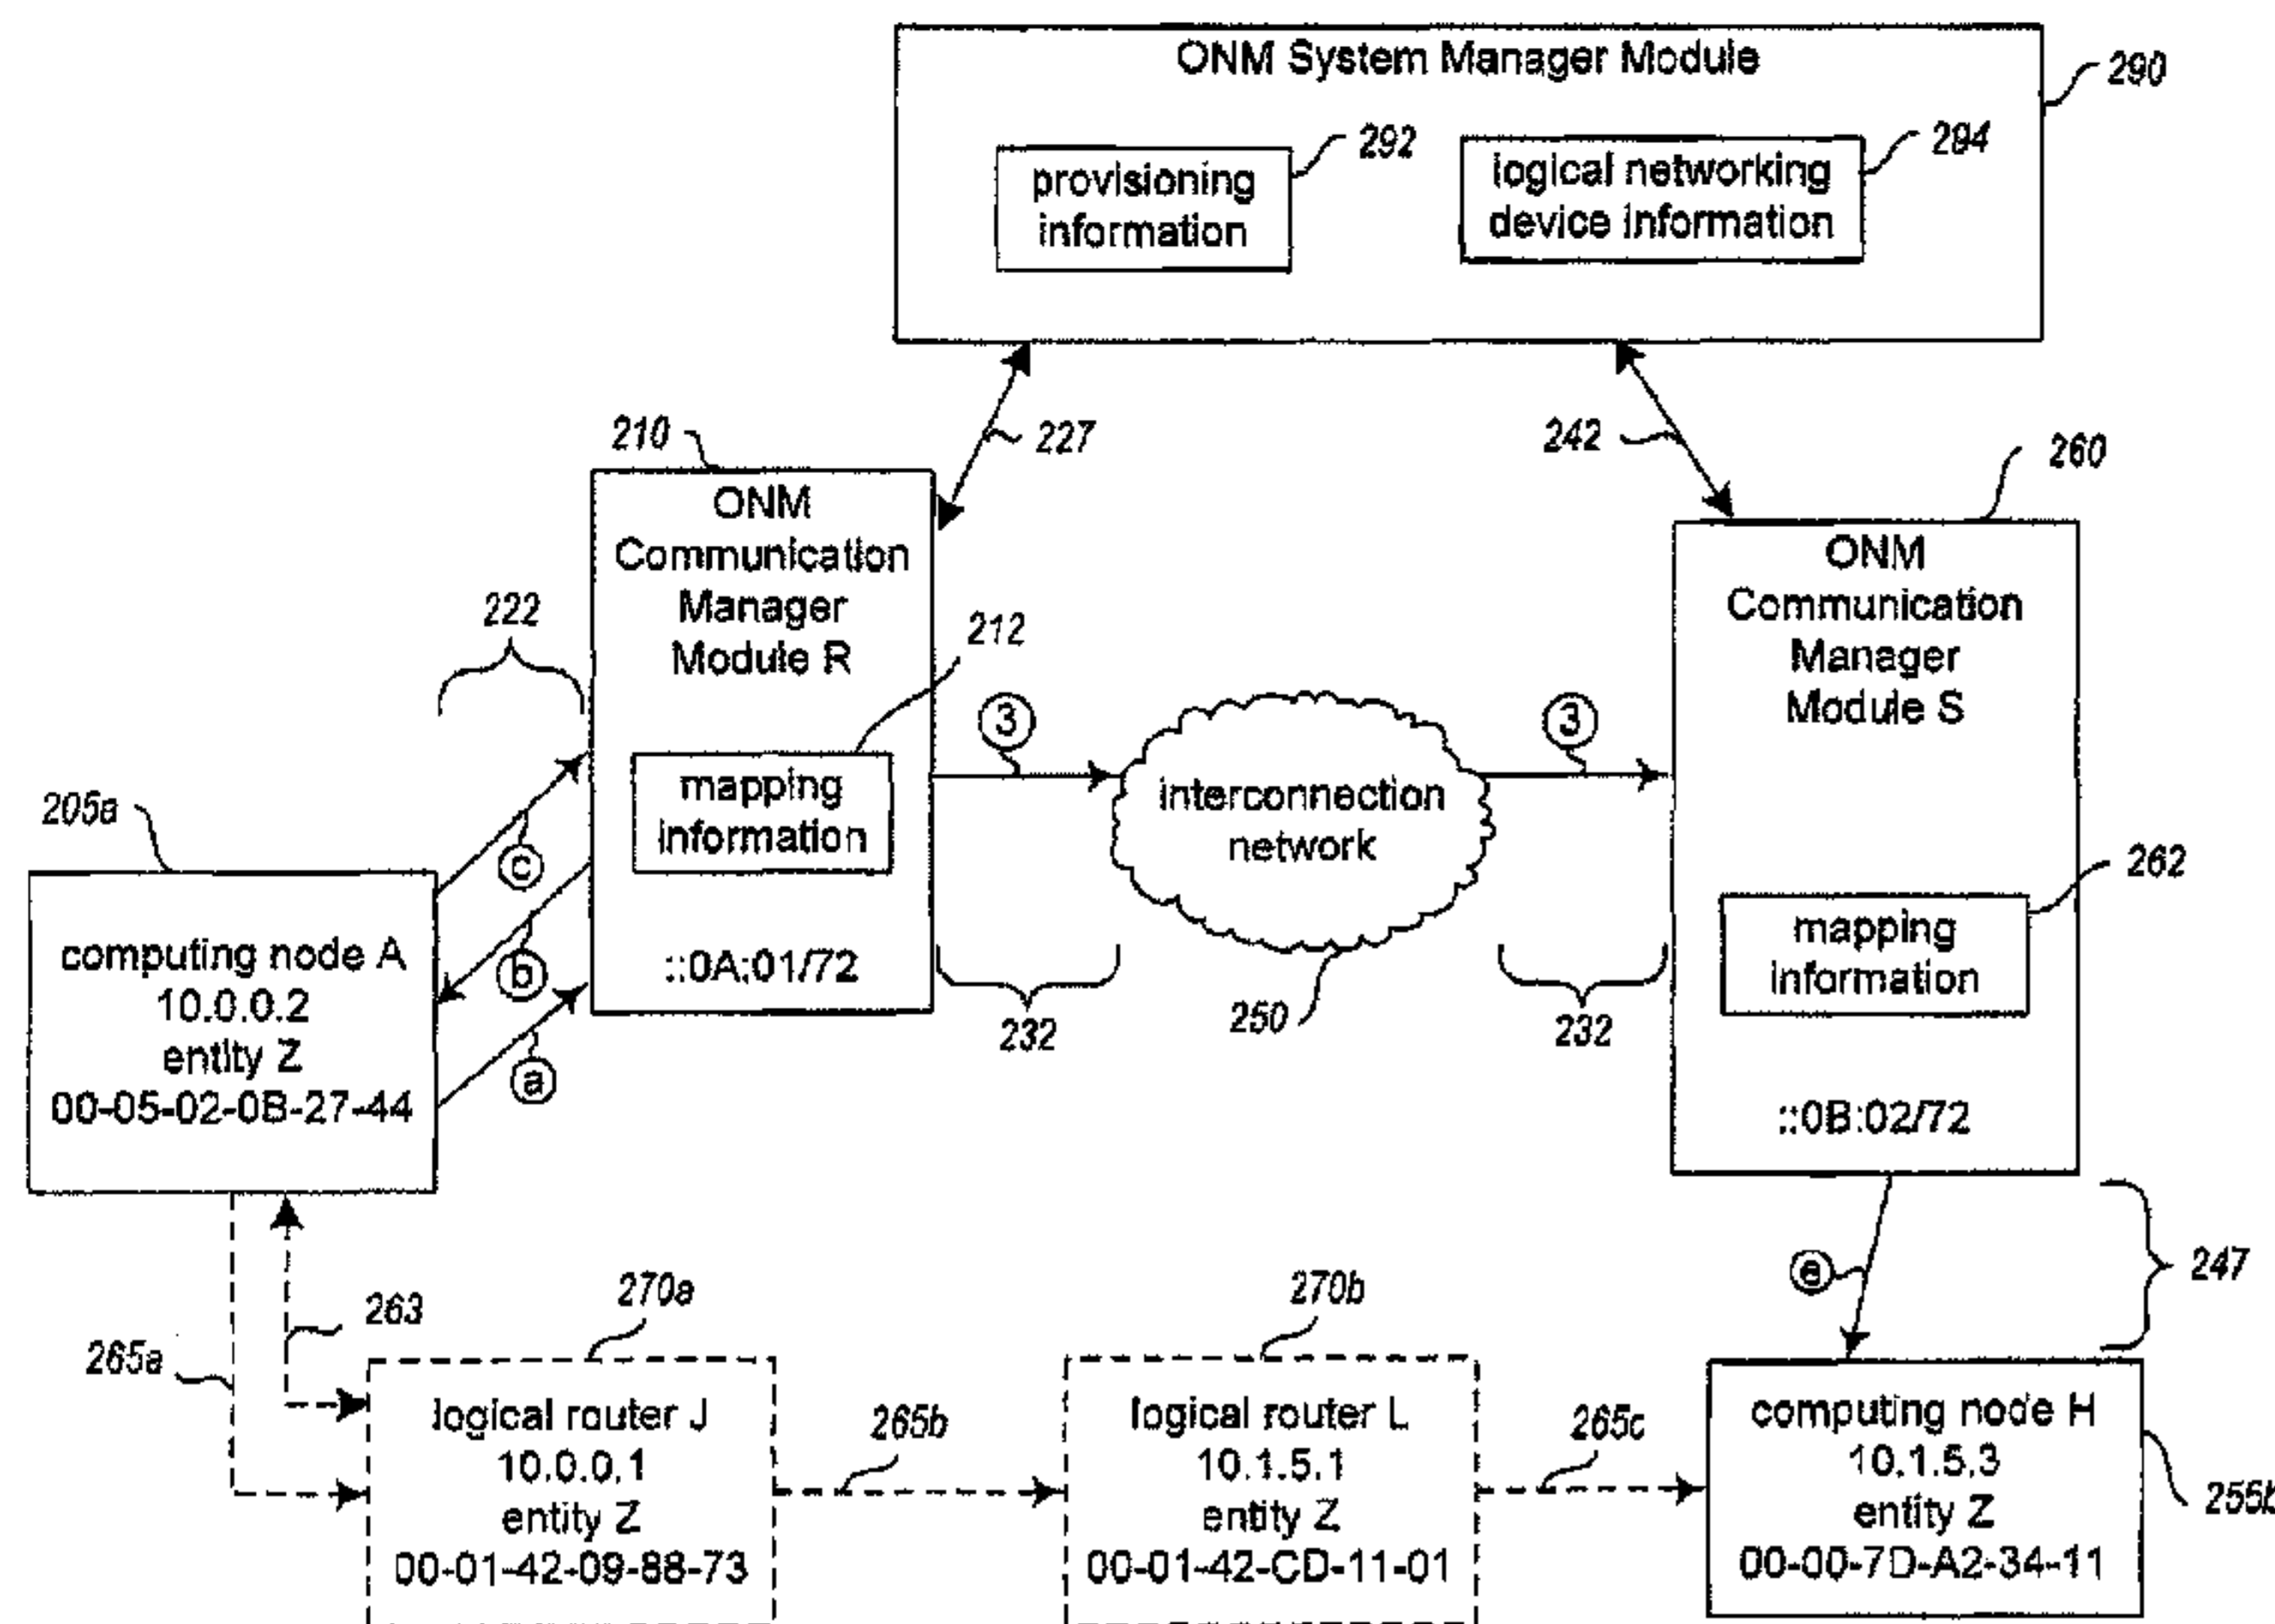 ONM System Manager Module
290
provisioning
information
292
logical networking
device information
294
210
227
242
260
ONM
Communication
Manager
Module R
222
212
mapping
information
::0A:01/72
3
3
interconnection
network
232
250
232
ONM
Communication
Manager
Module S
262
mapping
information
::0B:02/72
205a
c
b
a
computing node A
10.0.0.2
entity Z
00-05-02-0B-27-44
e
247
265a
263
270a
logical router J
10.0.0.1
entity Z
00-01-42-09-88-73
265b
270b
logical router L
10.1.5.1
entity Z
00-01-42-CD-11-01
265c
computing node H
10.1.5.3
entity Z
00-00-7D-A2-34-11
255b